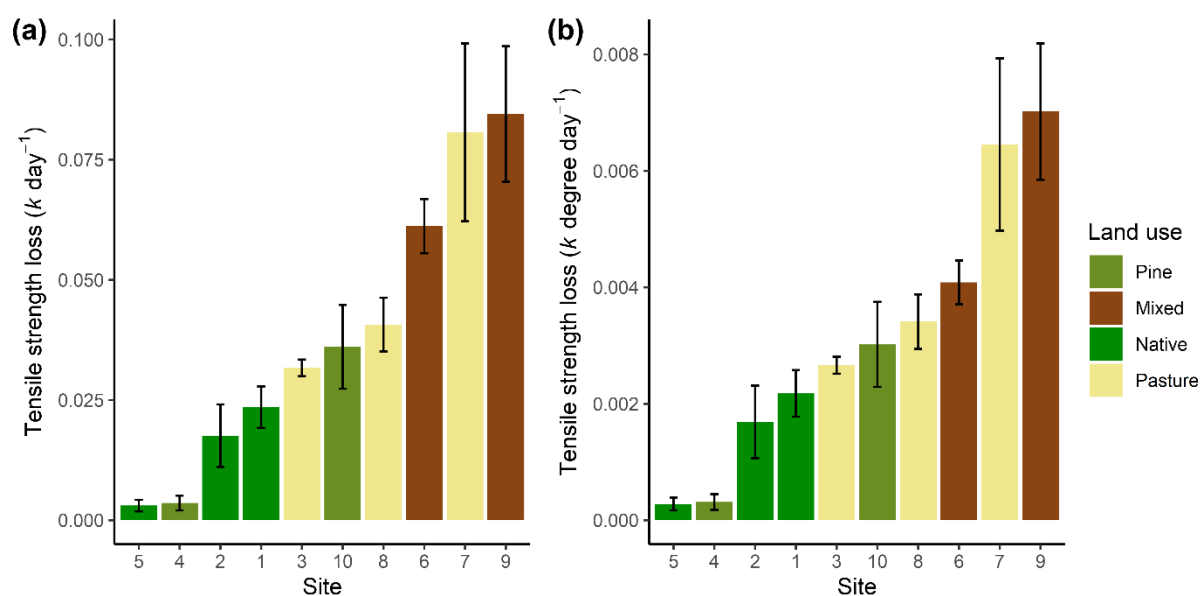 (a)
Tensile strength loss (k day⁻¹)
0.100
0.075
0.050
0.025
0.000
5 4 2 1 3 10 8 6 7 9
Site
(b)
Tensile strength loss (k degree day⁻¹)
0.008
0.006
0.004
0.002
0.000
5 4 2 1 3 10 8 6 7 9
Site
Land use
Pine
Mixed
Native
Pasture